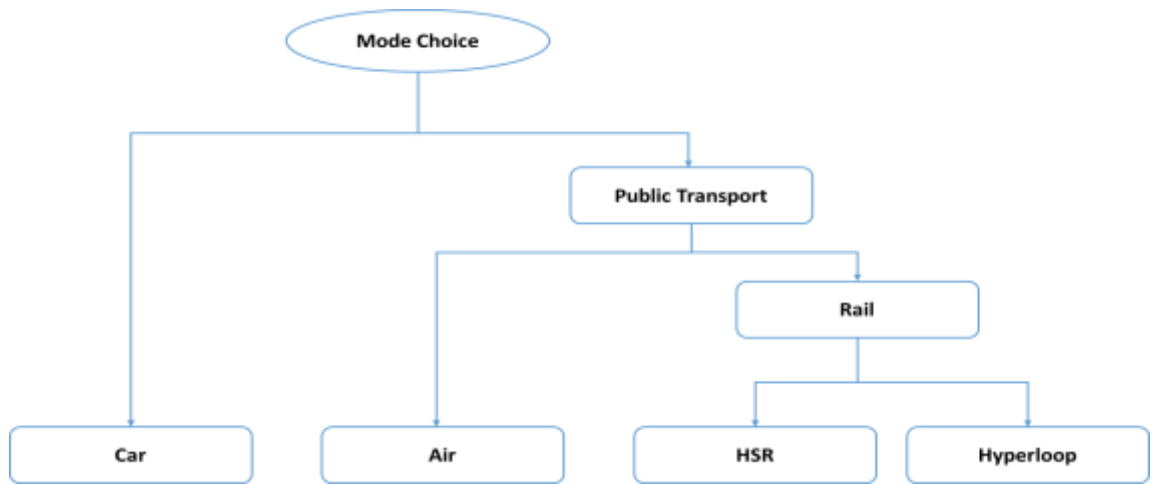 Mode Choice
Public Transport
Rail
Car
Air
HSR
Hyperloop